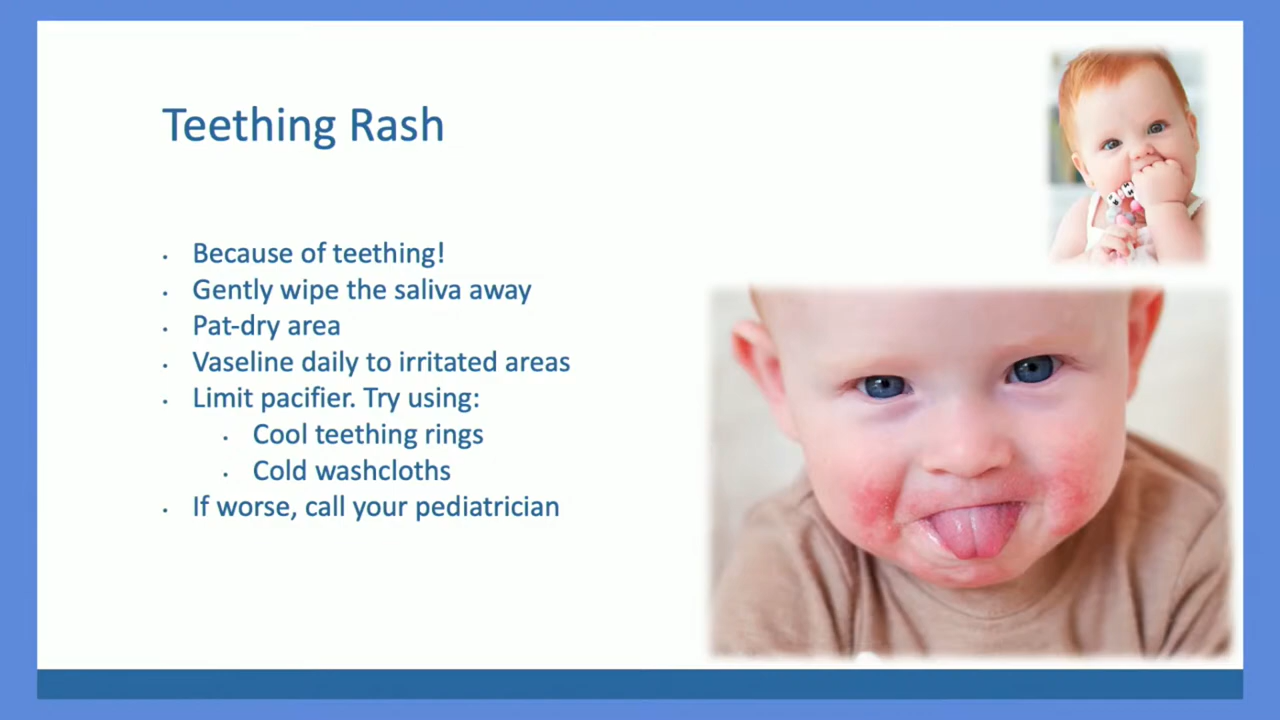 Teething Rash
· Because of teething!
· Gently wipe the saliva away
· Pat-dry area
· Vaseline daily to irritated areas
· Limit pacifier. Try using:
· Cool teething rings
· Cold washcloths
· If worse, call your pediatrician